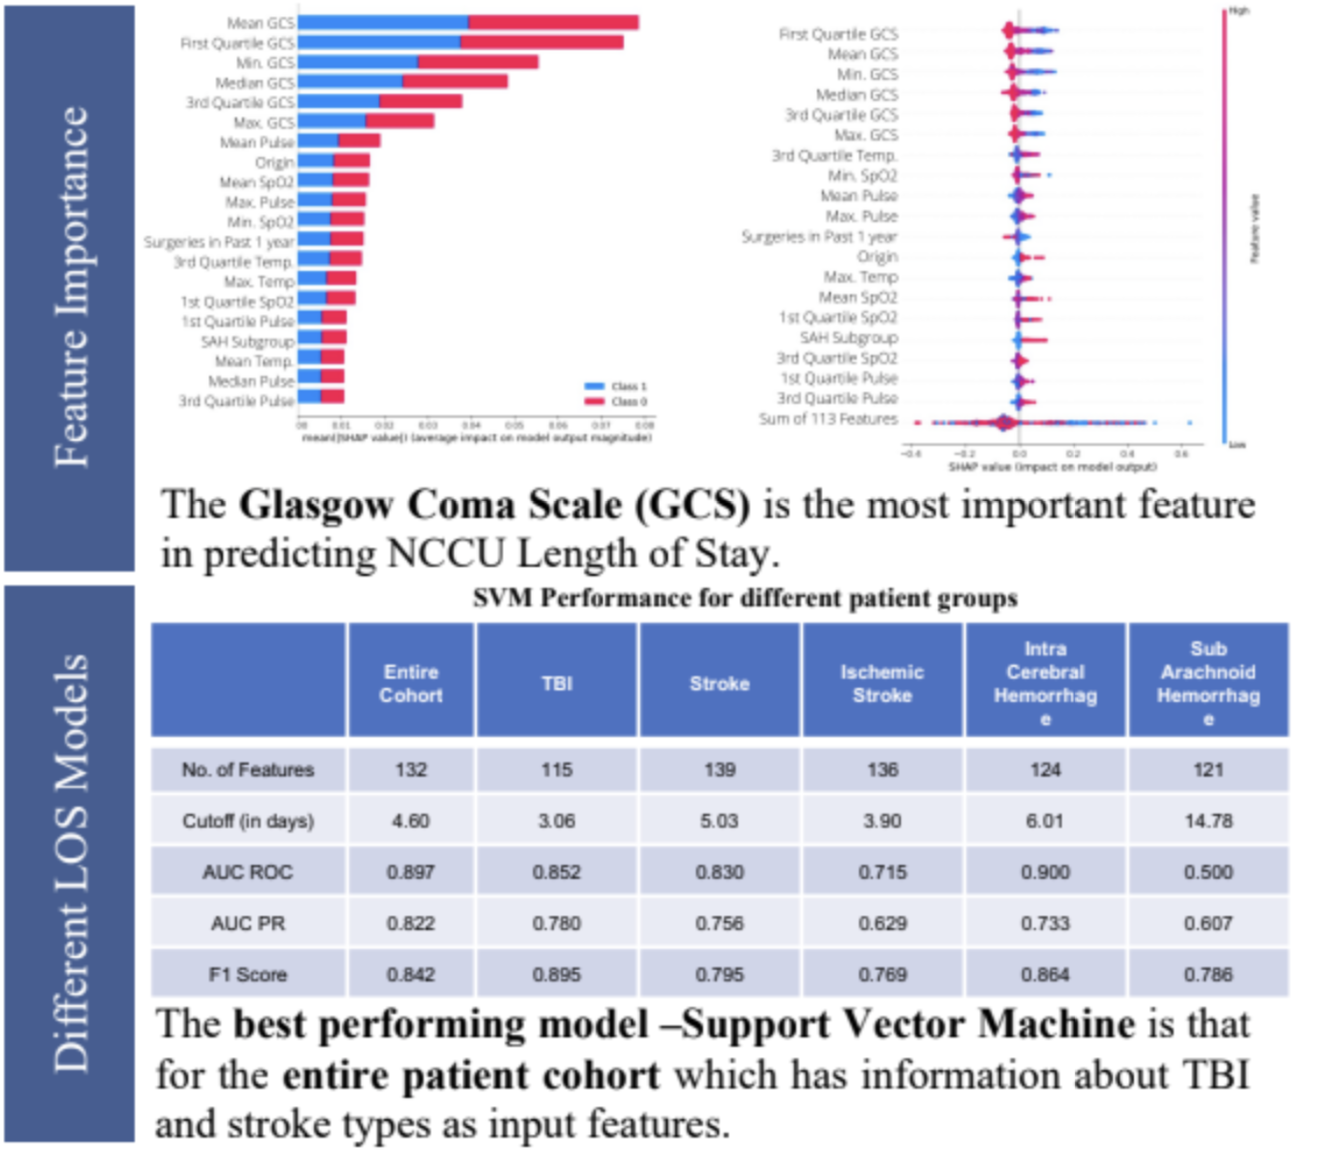 Feature Importance
Mean GCS
First Quartile GCS
Min. GCS
Median GCS
3rd Quartile GCS
Max. GCS
Mean Pulse
Origin
Mean SpO2
Max. Pulse
Min. SpO2
Surgeries in Past 1 year
3rd Quartile Temp.
Max. Temp
1st Quartile SpO2
1st Quartile Pulse
SAH Subgroup
Mean Temp.
Median Pulse
3rd Quartile Pulse
Class 1
Class 0
0.01 0.02 0.03 0.04 0.05 0.06 0.07 0.08
mean(|SHAP value|) (average impact on model output magnitude)
First Quartile GCS
Mean GCS
Min. GCS
Median GCS
3rd Quartile GCS
Max. GCS
3rd Quartile Temp.
Min. SpO2
Mean Pulse
Max. Pulse
Surgeries in Past 1 year
Origin
Max. Temp
Mean SpO2
1st Quartile SpO2
SAH Subgroup
3rd Quartile SpO2
1st Quartile Pulse
3rd Quartile Pulse
Sum of 113 Features
−0.4 −0.2 0.0 0.2 0.4 0.6
SHAP value (impact on model output)
High
Feature value
Low
The Glasgow Coma Scale (GCS) is the most important feature
in predicting NCCU Length of Stay.
Different LOS Models
SVM Performance for different patient groups
Entire
Cohort
TBI
Stroke
Ischemic
Stroke
Intra
Cerebral
Hemorrhag
e
Sub
Arachnoid
Hemorrhag
e
No. of Features 132 115 139 136 124 121
Cutoff (in days) 4.60 3.06 5.03 3.90 6.01 14.78
AUC ROC 0.897 0.852 0.830 0.715 0.900 0.500
AUC PR 0.822 0.780 0.756 0.629 0.733 0.607
F1 Score 0.842 0.895 0.795 0.769 0.864 0.786
The best performing model –Support Vector Machine is that
for the entire patient cohort which has information about TBI
and stroke types as input features.